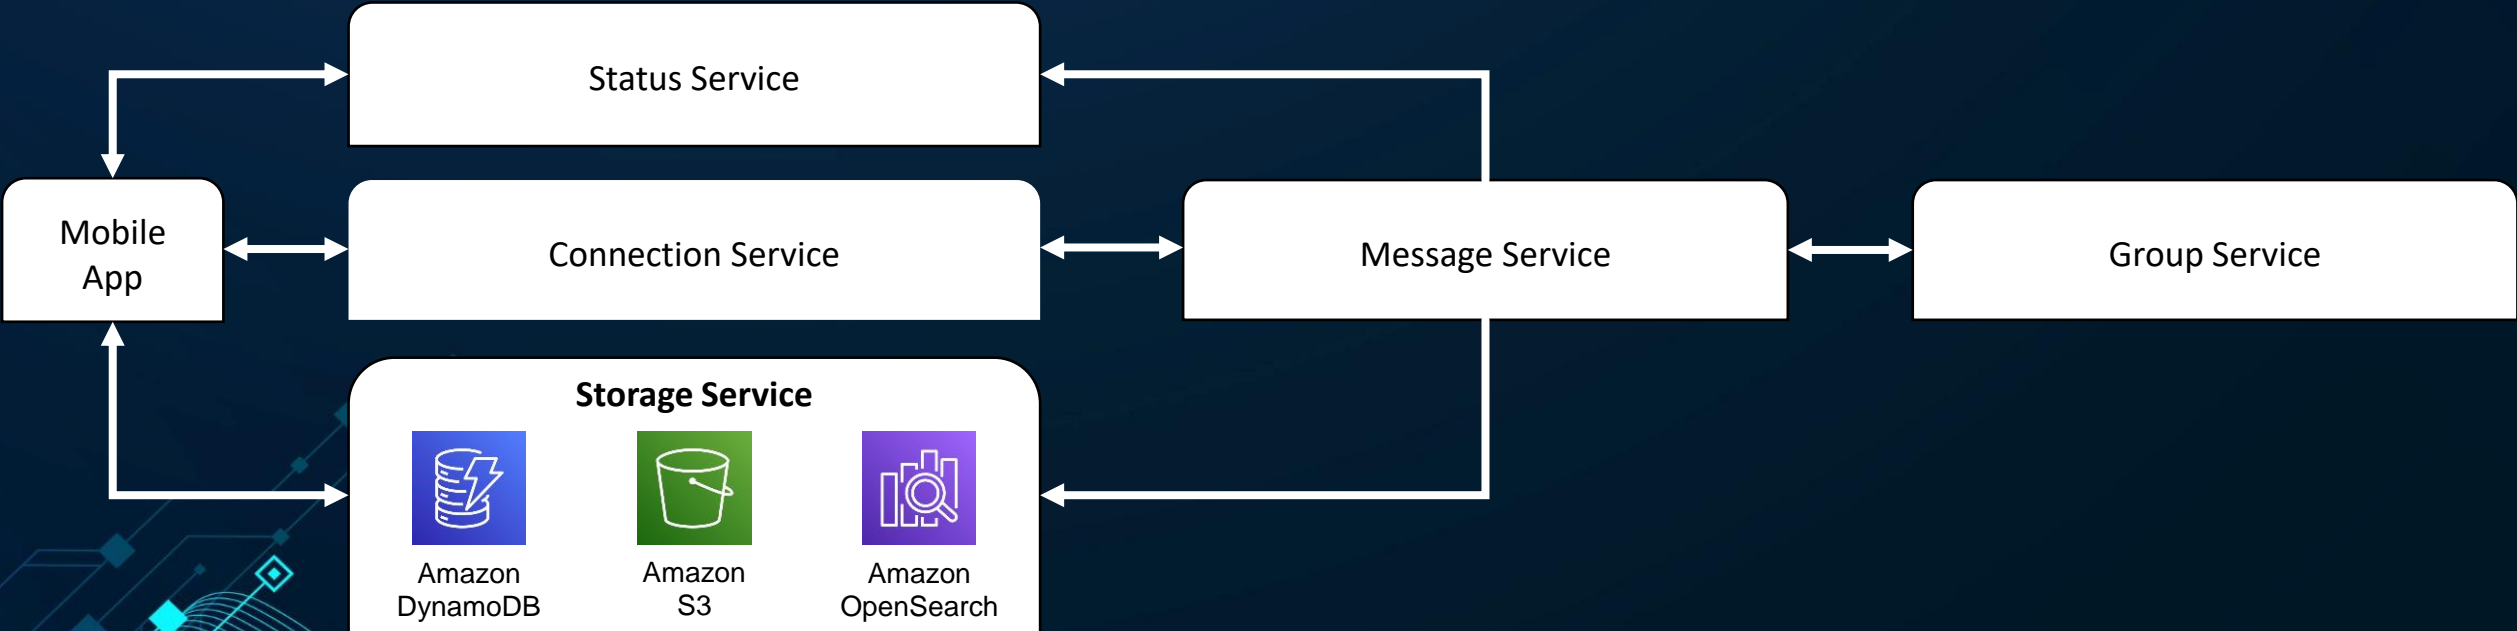 Status Service
Mobile
App
Connection Service
Message Service
Group Service
Storage Service
Amazon
DynamoDB
Amazon
S3
Amazon
OpenSearch